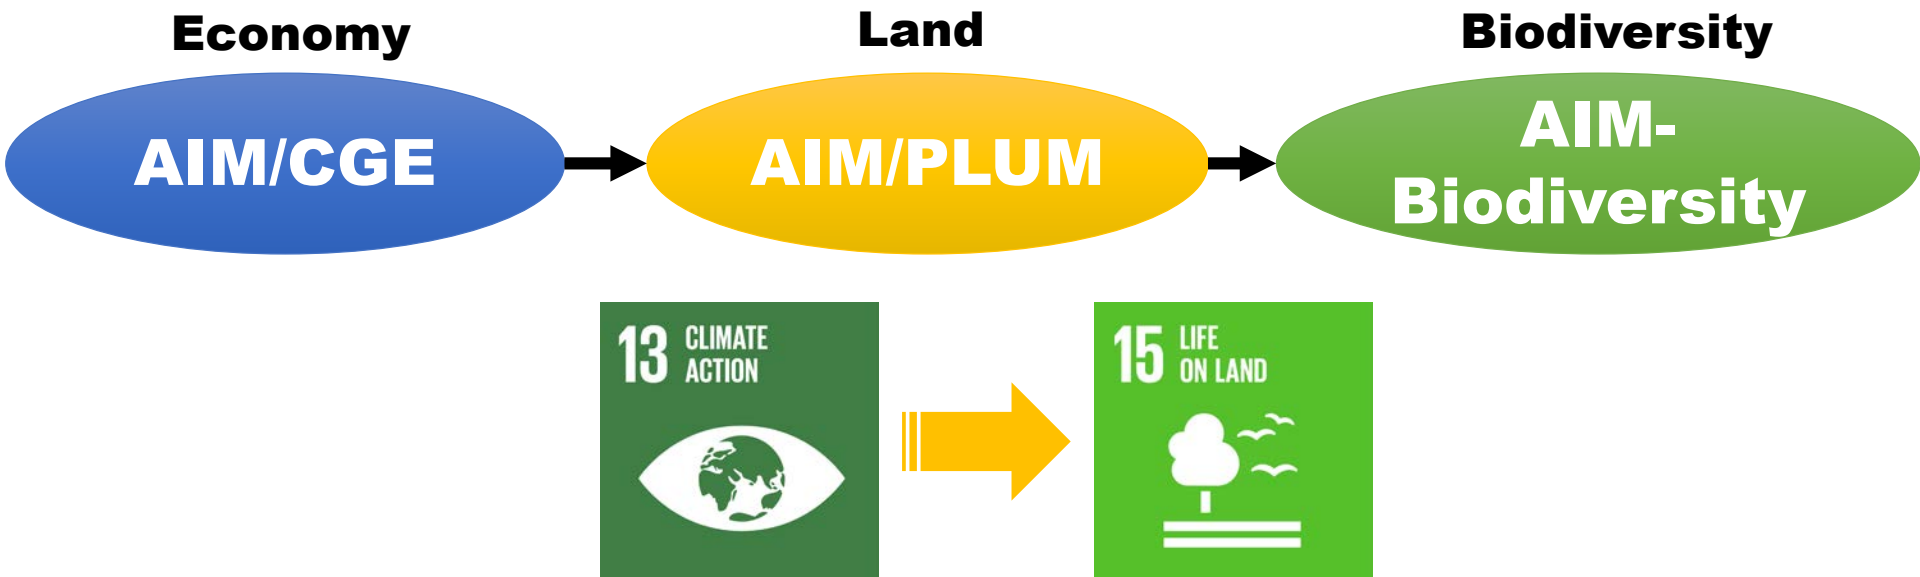 Economy
Land
Biodiversity
AIM/CGE
AIM/PLUM
AIM-
Biodiversity
13 CLIMATE
ACTION
15 LIFE
ON LAND